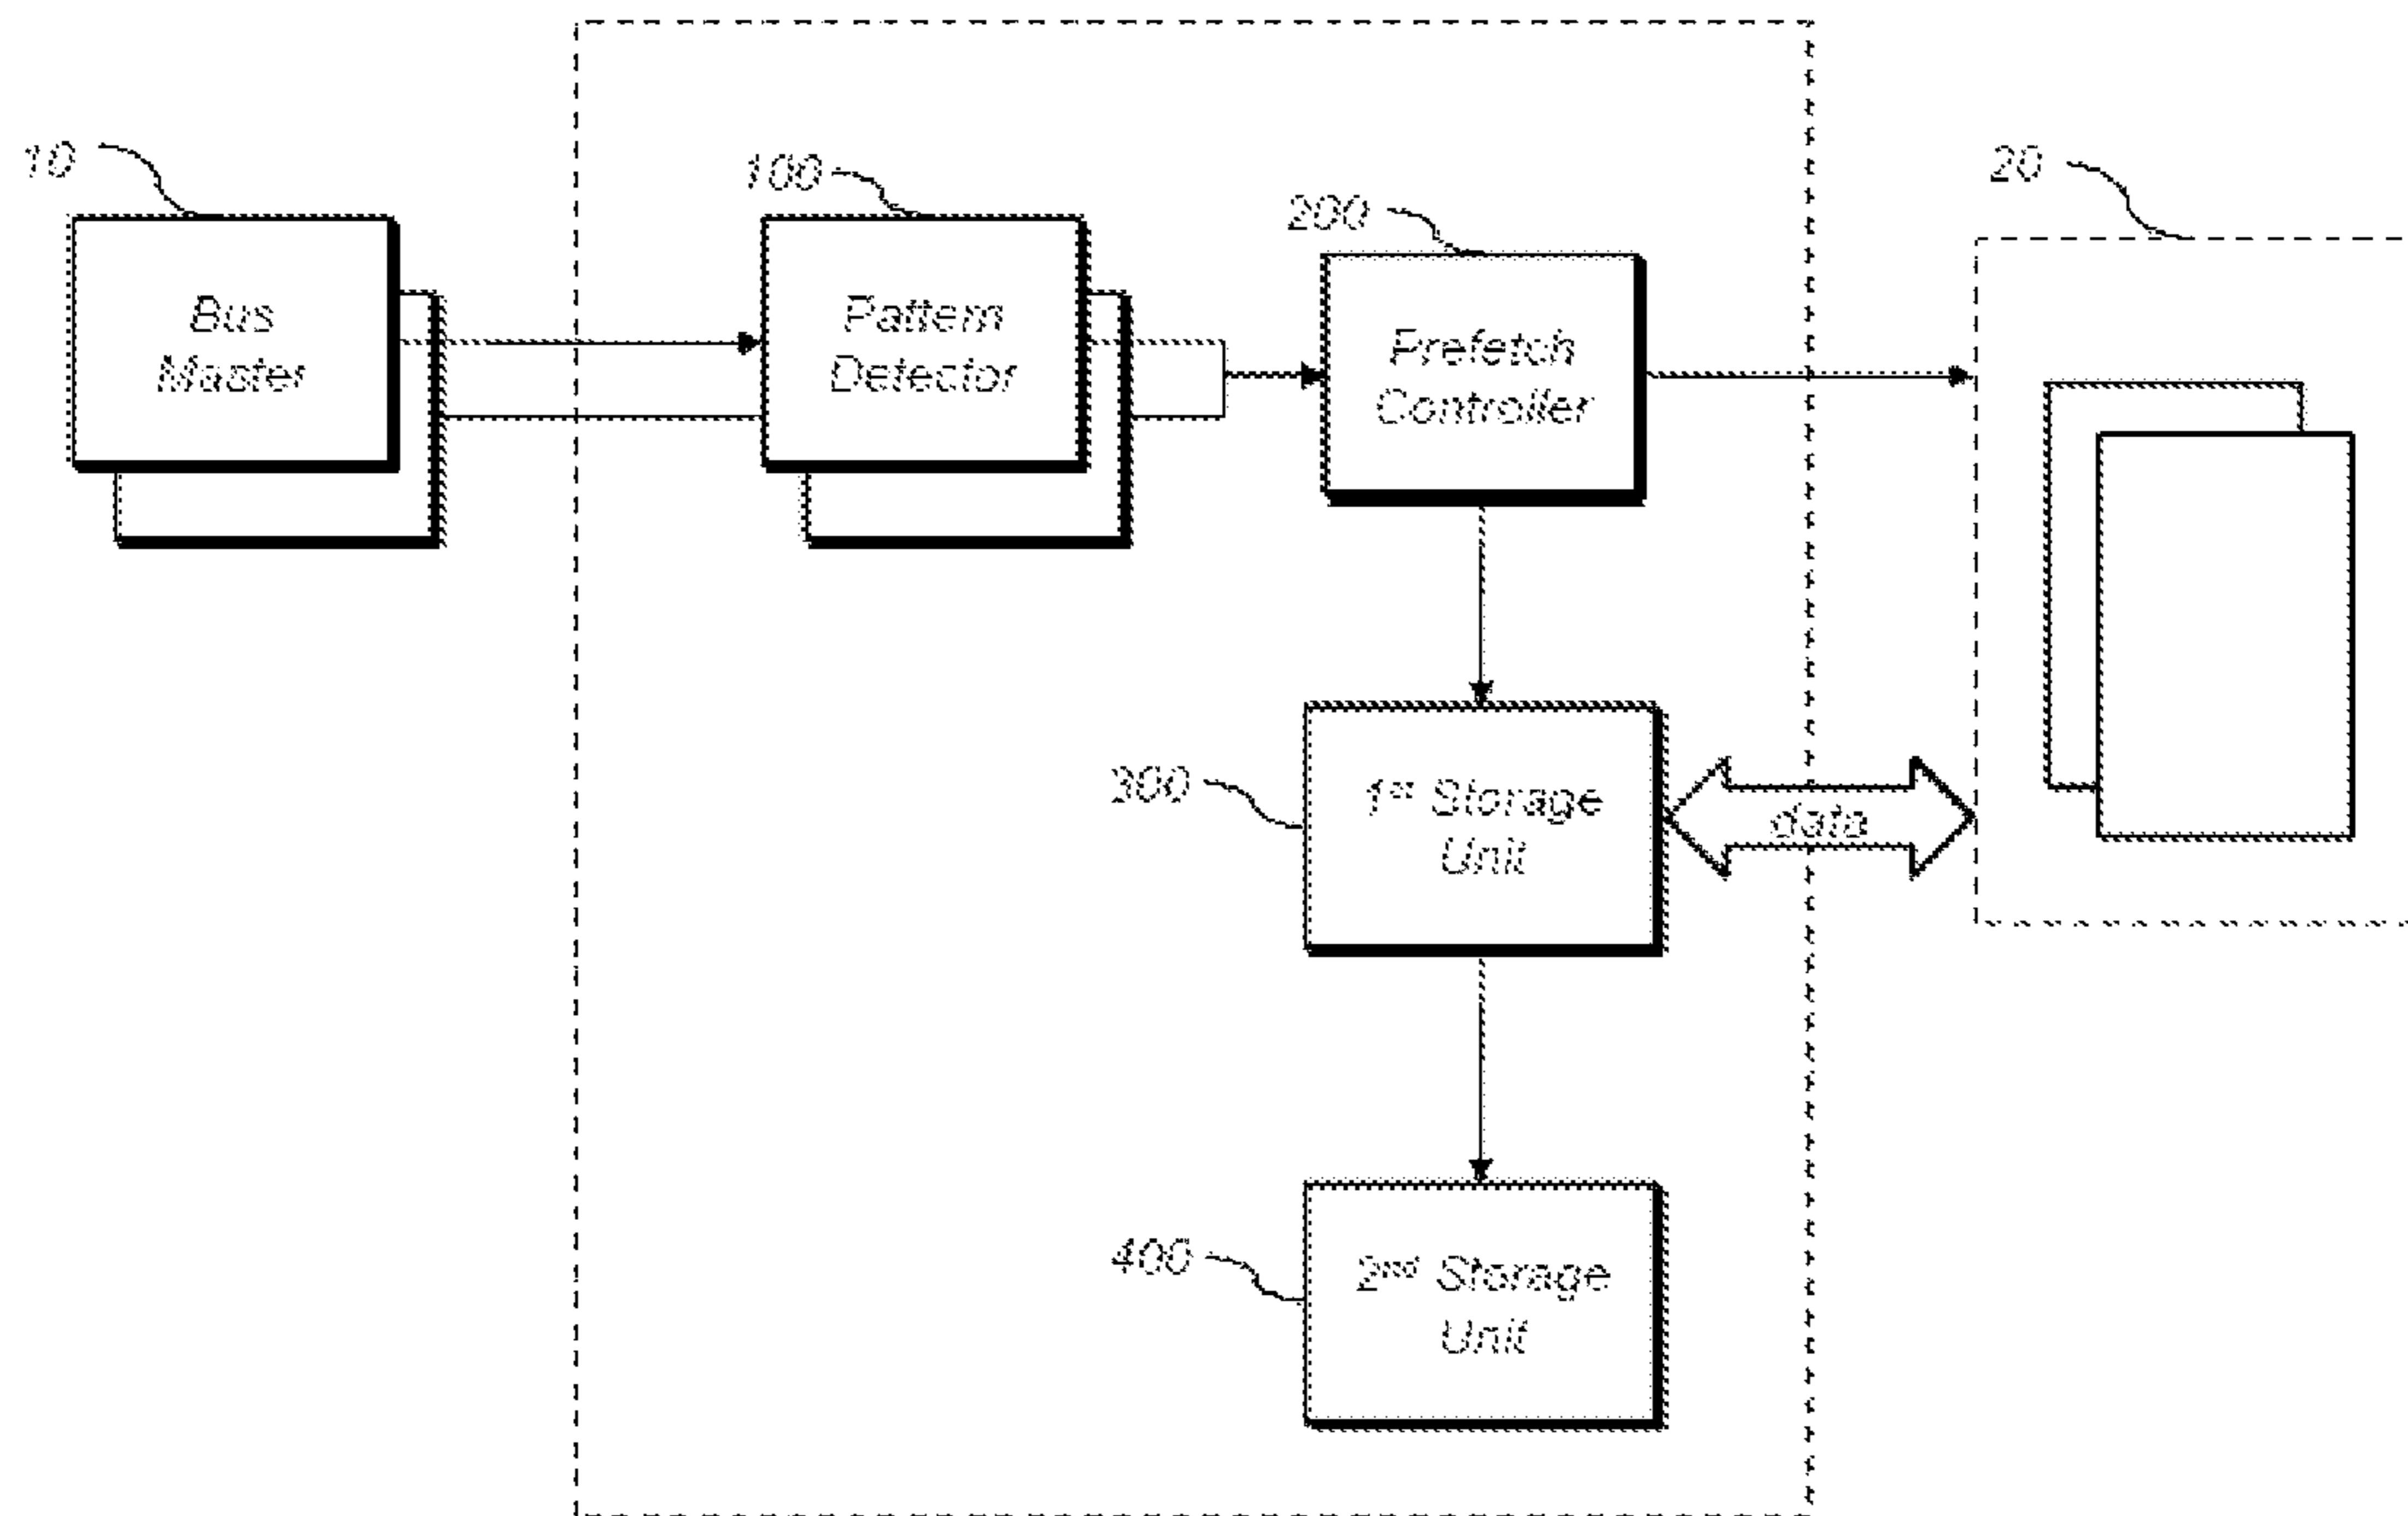 10
100
200
20
Bus
Master
Pattern
Detector
Prefetch
Controller
300
1st Storage
Unit
data
400
2nd Storage
Unit